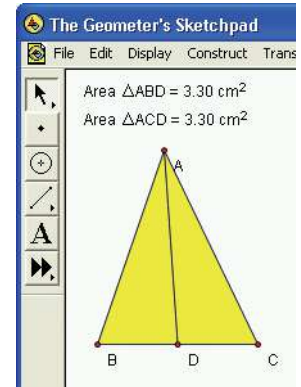 The Geometer's Sketchpad
File Edit Display Construct Trans
Area △ABD = 3.30 cm²
Area △ACD = 3.30 cm²
A
A
B D C